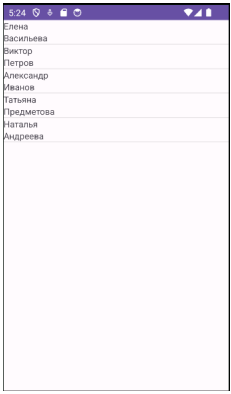 5:24
Елена
Васильева
Виктор
Петров
Александр
Иванов
Татьяна
Предметова
Наталья
Андреева